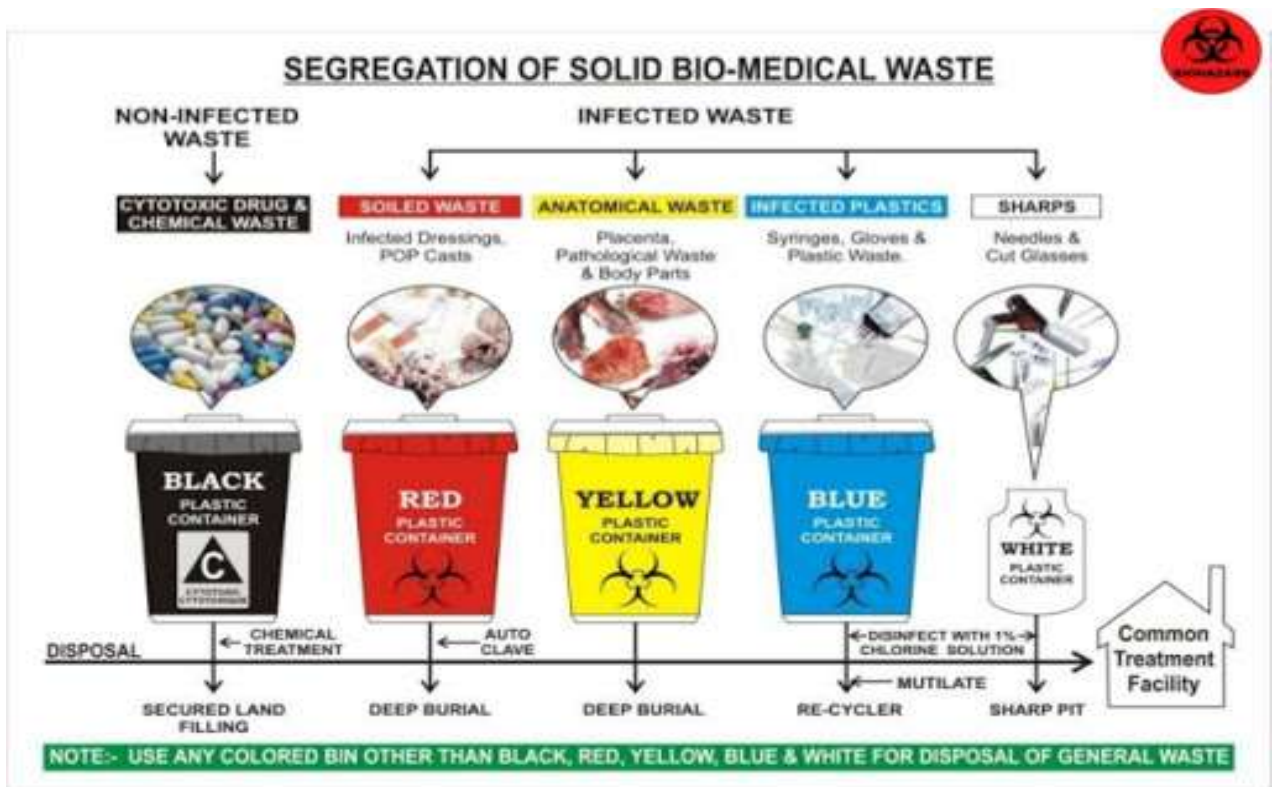 BIOHAZARD
SEGREGATION OF SOLID BIO-MEDICAL WASTE
NON-INFECTED
WASTE
INFECTED WASTE
CYTOTOXIC DRUG &
CHEMICAL WASTE
SOILED WASTE
Infected Dressings,
POP Casts
ANATOMICAL WASTE
Placenta,
Pathological Waste
& Body Parts
INFECTED PLASTICS
Syringes, Gloves &
Plastic Waste.
SHARPS
Needles &
Cut Glasses
BLACK
PLASTIC
CONTAINER
C
CYTOTOXIC
RED
PLASTIC
CONTAINER
YELLOW
PLASTIC
CONTAINER
BLUE
PLASTIC
CONTAINER
WHITE
PLASTIC
CONTAINER
DISPOSAL
CHEMICAL
TREATMENT
AUTO
CLAVE
DISINFECT WITH 1%
CHLORINE SOLUTION
MUTILATE
Common
Treatment
Facility
SECURED LAND
FILLING
DEEP BURIAL
DEEP BURIAL
RE-CYCLER
SHARP PIT
NOTE:- USE ANY COLORED BIN OTHER THAN BLACK, RED, YELLOW, BLUE & WHITE FOR DISPOSAL OF GENERAL WASTE